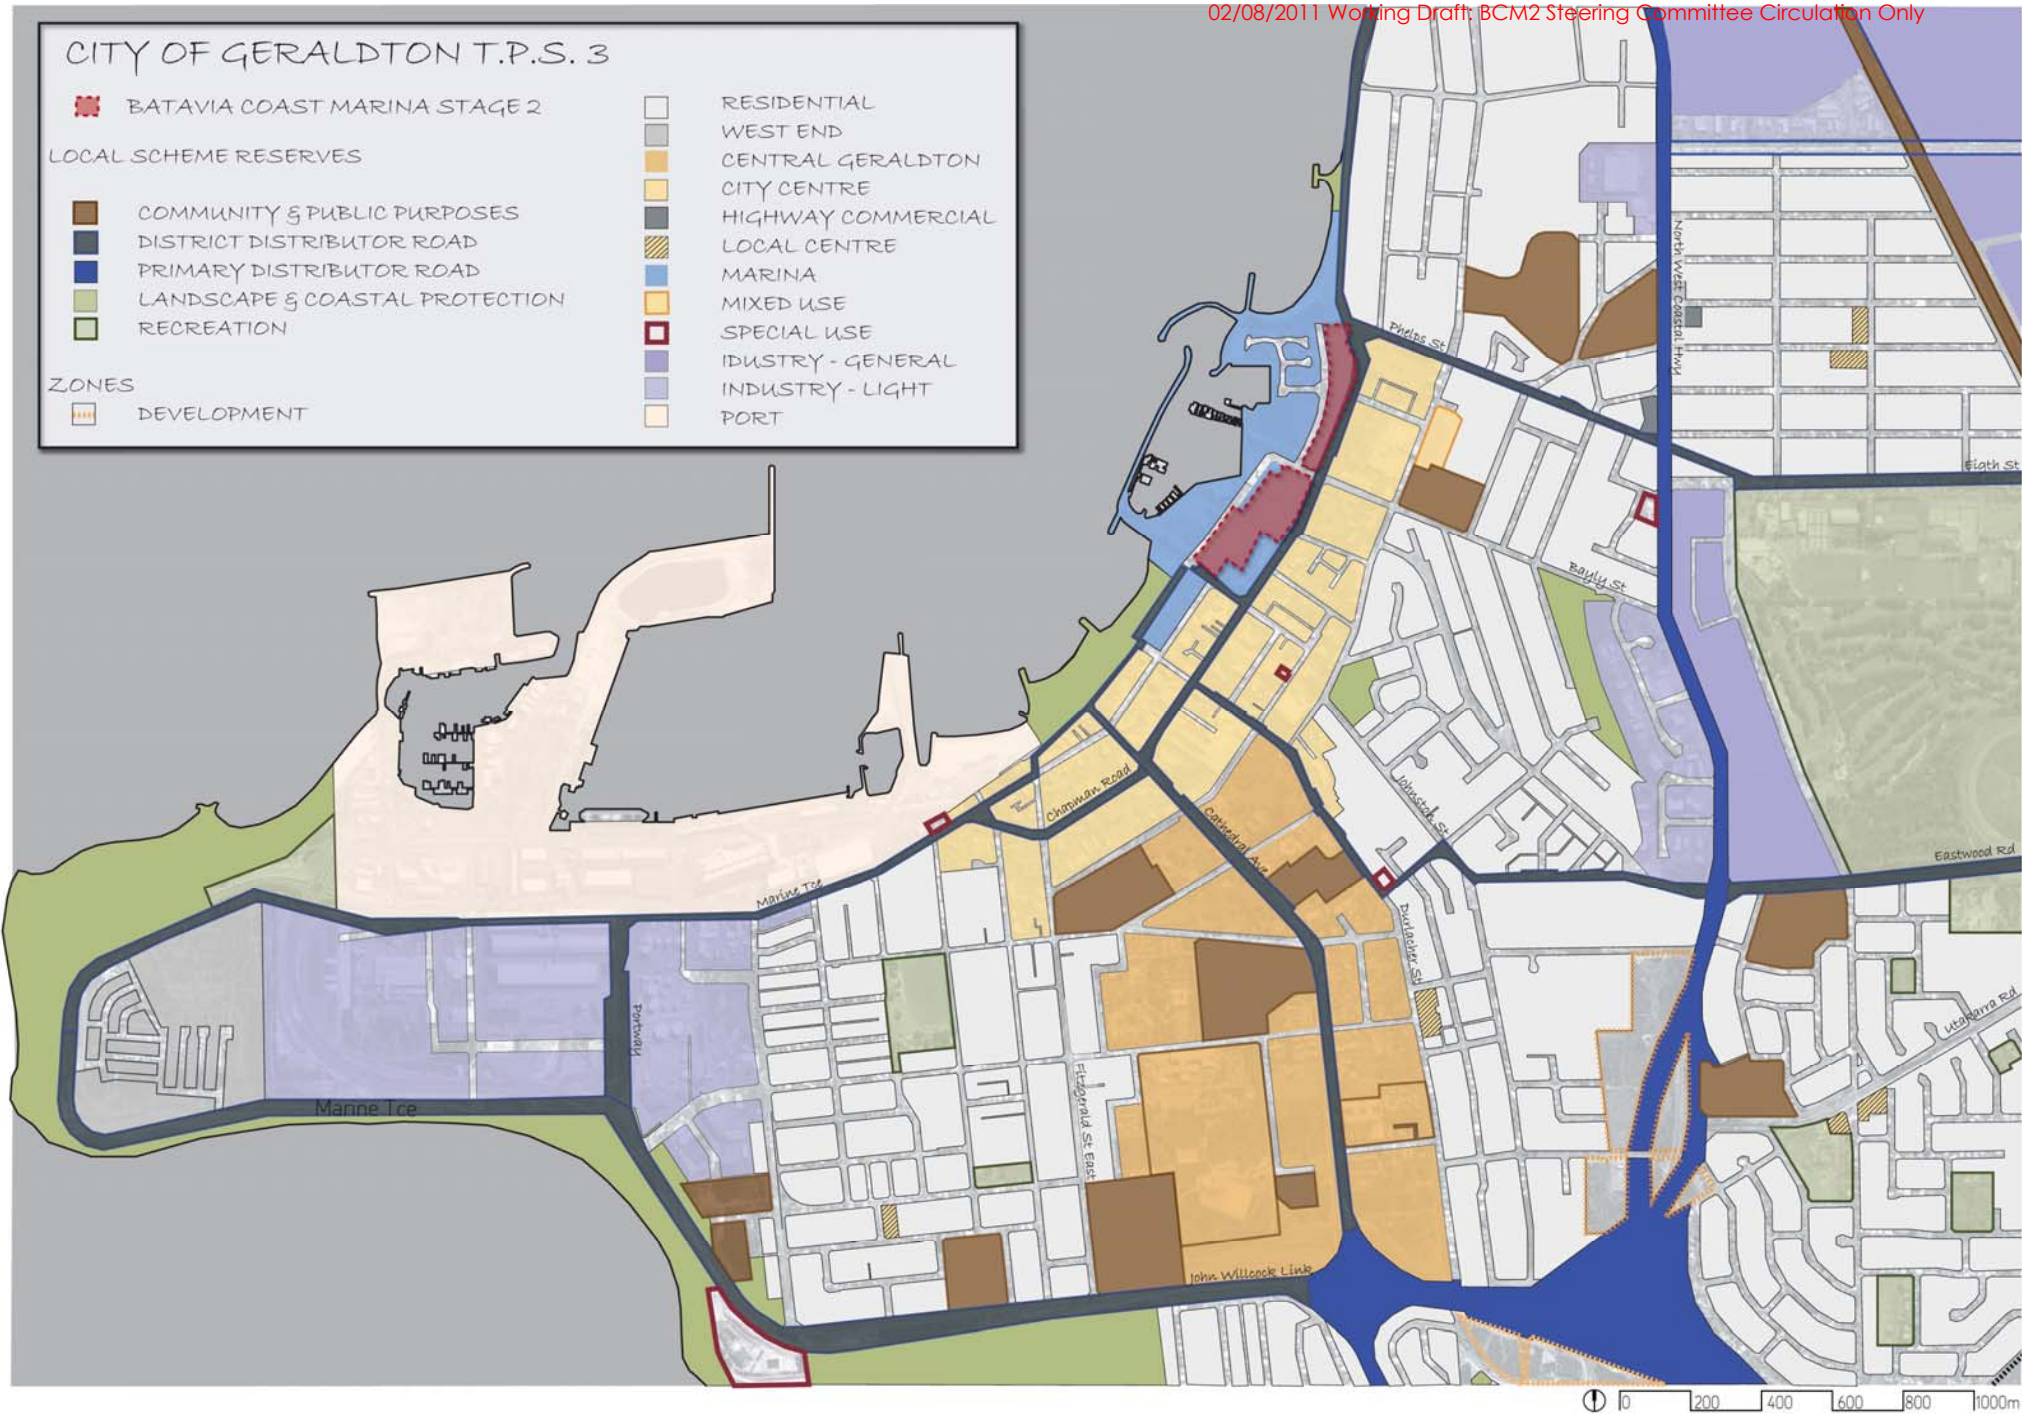 02/08/2011 Working Draft: BCM2 Steering Committee Circulation Only
CITY OF GERALDTON T.P.S. 3
BATAVIA COAST MARINA STAGE 2
LOCAL SCHEME RESERVES
COMMUNITY & PUBLIC PURPOSES
DISTRICT DISTRIBUTOR ROAD
PRIMARY DISTRIBUTOR ROAD
LANDSCAPE & COASTAL PROTECTION
RECREATION
ZONES
DEVELOPMENT
RESIDENTIAL
WEST END
CENTRAL GERALDTON
CITY CENTRE
HIGHWAY COMMERCIAL
LOCAL CENTRE
MARINA
MIXED USE
SPECIAL USE
IDUSTRY - GENERAL
INDUSTRY - LIGHT
PORT
North West Coastal Hwy
Phelps St
Eigth St
Bayly St
Johnston St
Chapman Road
Cathedral Ave
Eastwood Rd
Marine Tce
Durlacher St
Utakarra Rd
Portway
Fitzgerald St East
Marine Tce
John Willcock Link
0 200 400 600 800 1000m